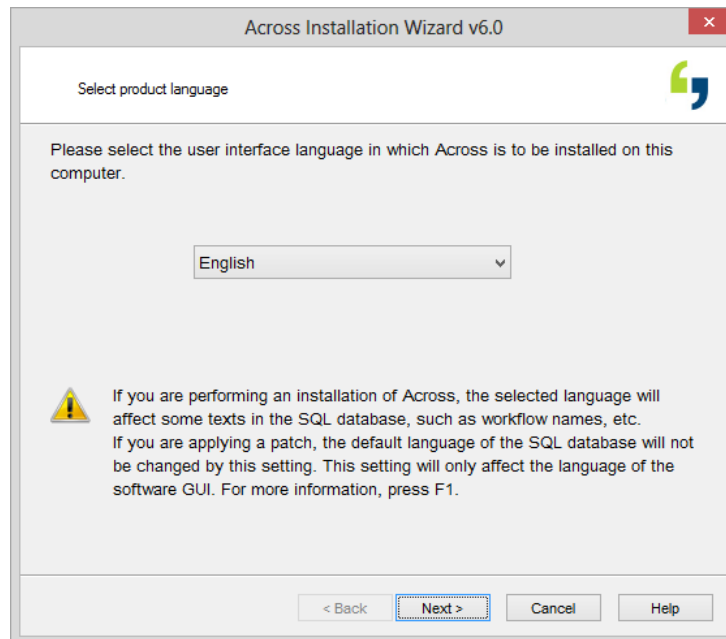 Across Installation Wizard v6.0
Select product language
Please select the user interface language in which Across is to be installed on this
computer.
English
If you are performing an installation of Across, the selected language will
affect some texts in the SQL database, such as workflow names, etc.
If you are applying a patch, the default language of the SQL database will not
be changed by this setting. This setting will only affect the language of the
software GUI. For more information, press F1.
< Back Next > Cancel Help